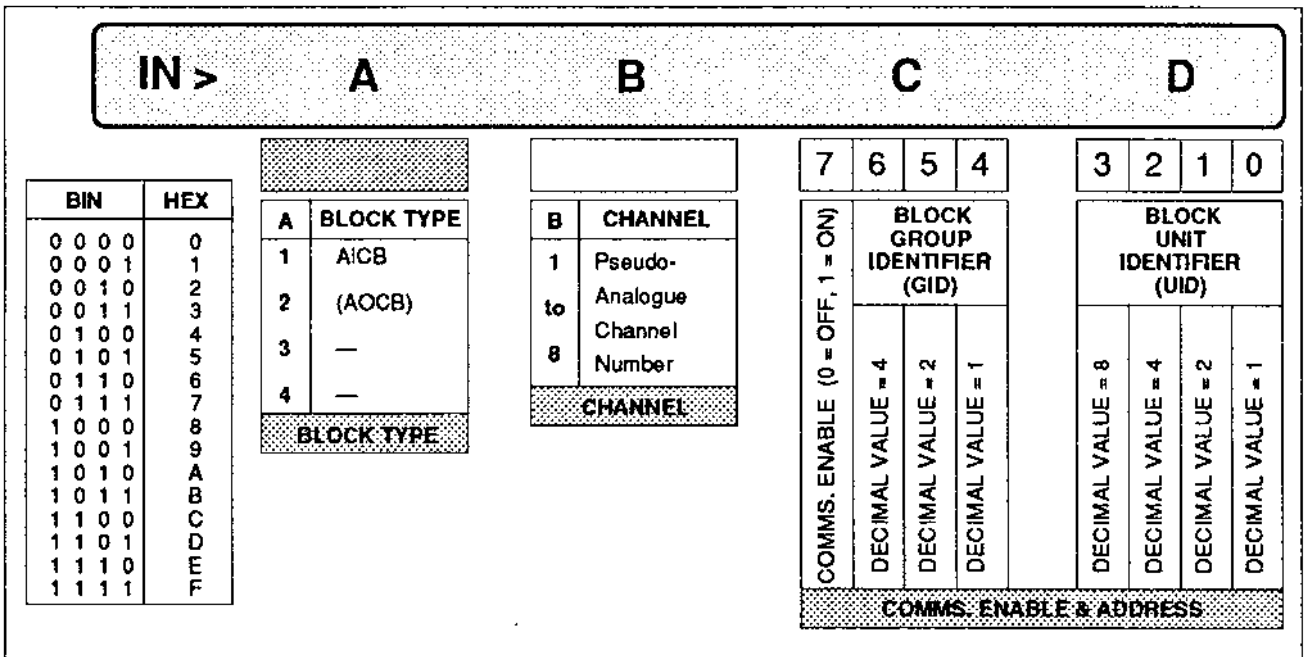 IN > A B C D
7 6 5 4
3 2 1 0
BIN HEX
0 0 0 0 0
0 0 0 1 1
0 0 1 0 2
0 0 1 1 3
0 1 0 0 4
0 1 0 1 5
0 1 1 0 6
0 1 1 1 7
1 0 0 0 8
1 0 0 1 9
1 0 1 0 A
1 0 1 1 B
1 1 0 0 C
1 1 0 1 D
1 1 1 0 E
1 1 1 1 F
A BLOCK TYPE
1 AICB
2 (AOCB)
3 —
4 —
BLOCK TYPE
B CHANNEL
1 Pseudo-
to Analogue
Channel
8 Number
CHANNEL
COMMS. ENABLE (0 = OFF, 1 = ON)
BLOCK
GROUP
IDENTIFIER
(GID)
DECIMAL VALUE = 4
DECIMAL VALUE = 2
DECIMAL VALUE = 1
BLOCK
UNIT
IDENTIFIER
(UID)
DECIMAL VALUE = 8
DECIMAL VALUE = 4
DECIMAL VALUE = 2
DECIMAL VALUE = 1
COMMS. ENABLE & ADDRESS